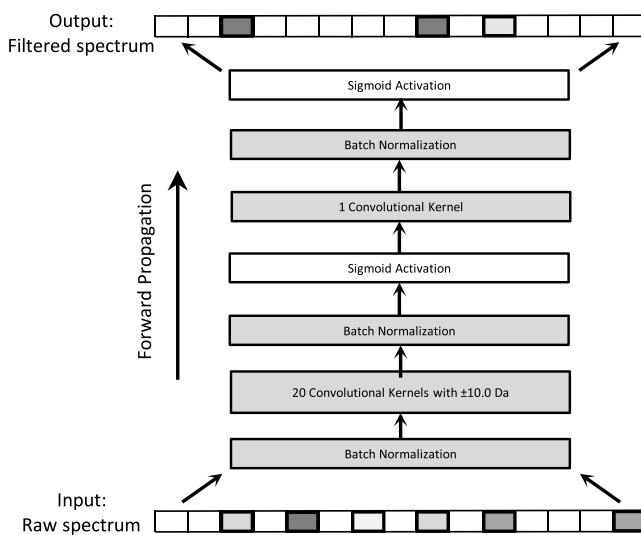 Output:
Filtered spectrum
Sigmoid Activation
Batch Normalization
1 Convolutional Kernel
Sigmoid Activation
Batch Normalization
20 Convolutional Kernels with ±10.0 Da
Batch Normalization
Forward Propagation
Input:
Raw spectrum